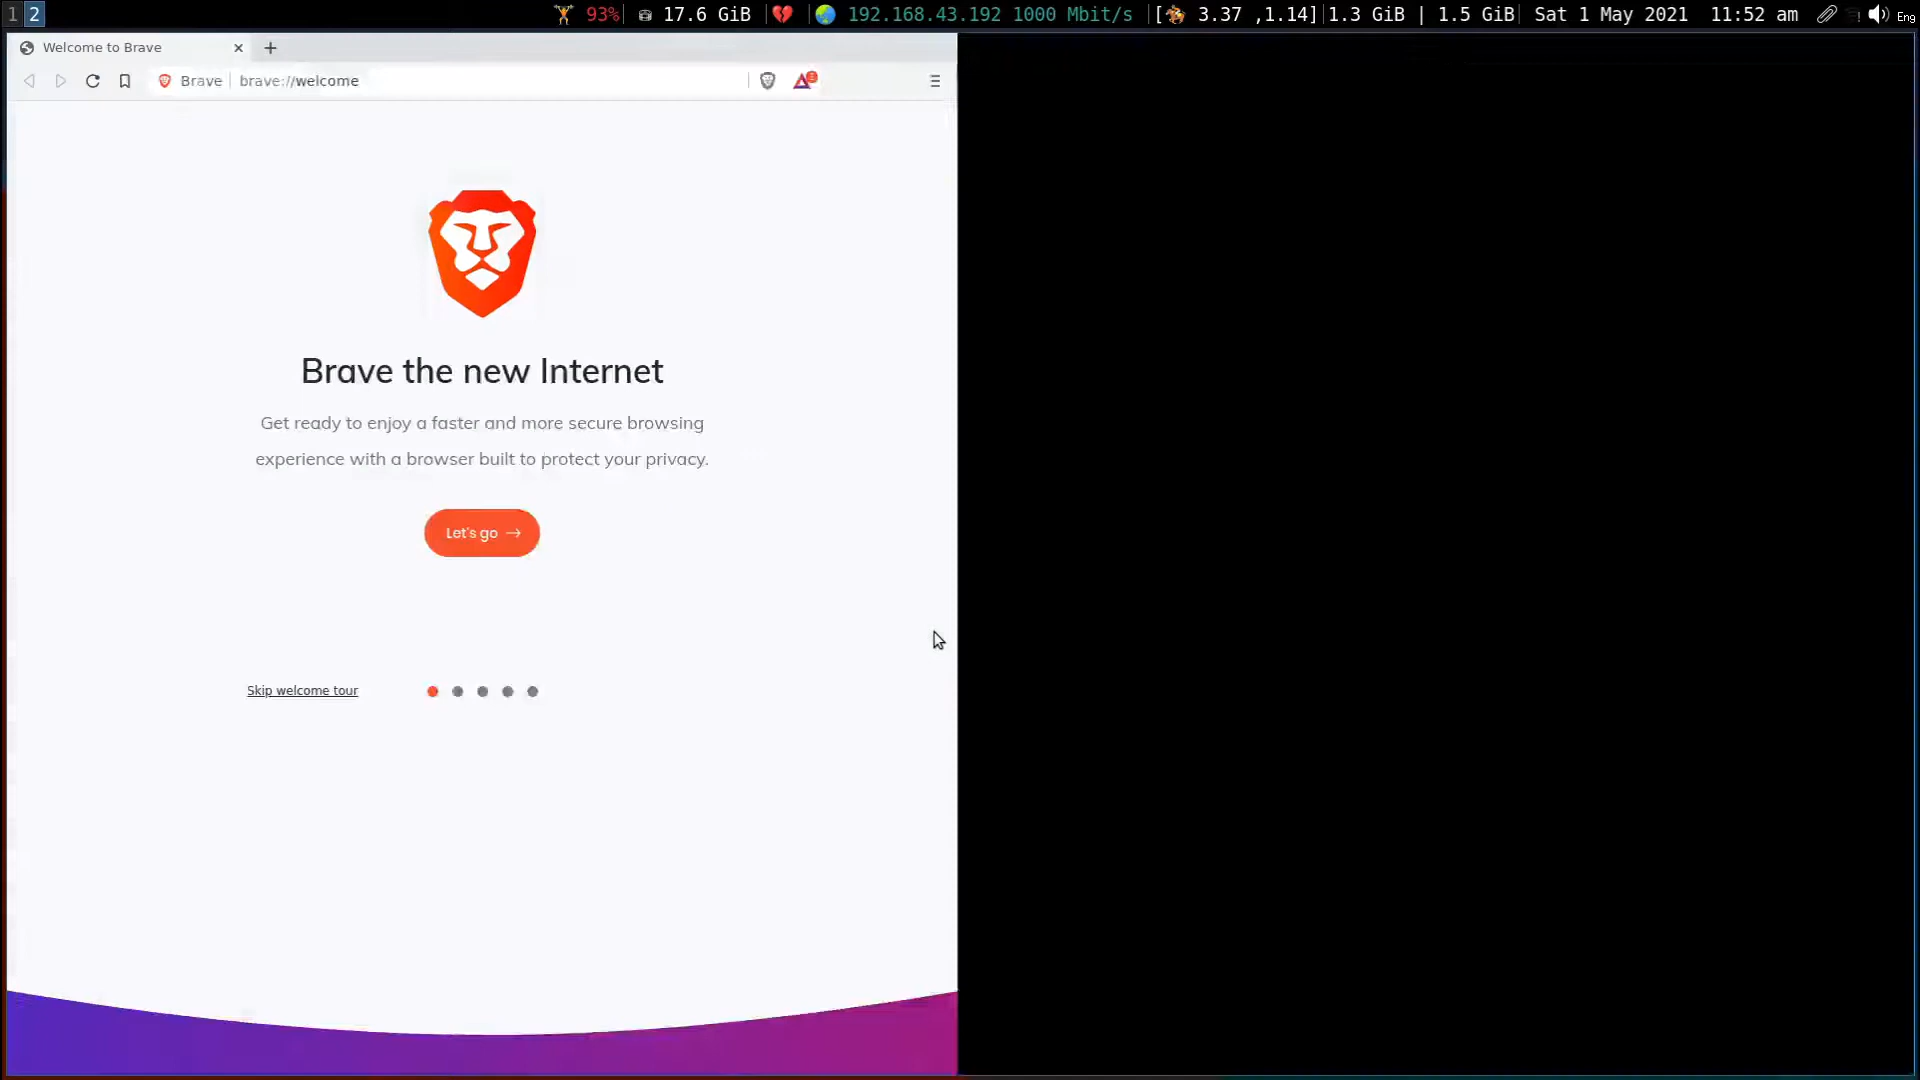 1 2 93%| 17.6 GiB | | 192.168.43.192 1000 Mbit/s |[ 3.37 ,1.14]|1.3 GiB | 1.5 GiB| Sat 1 May 2021 11:52 am Eng
Welcome to Brave
Brave | brave://welcome
Brave the new Internet
Get ready to enjoy a faster and more secure browsing
experience with a browser built to protect your privacy.
Let's go →
Skip welcome tour